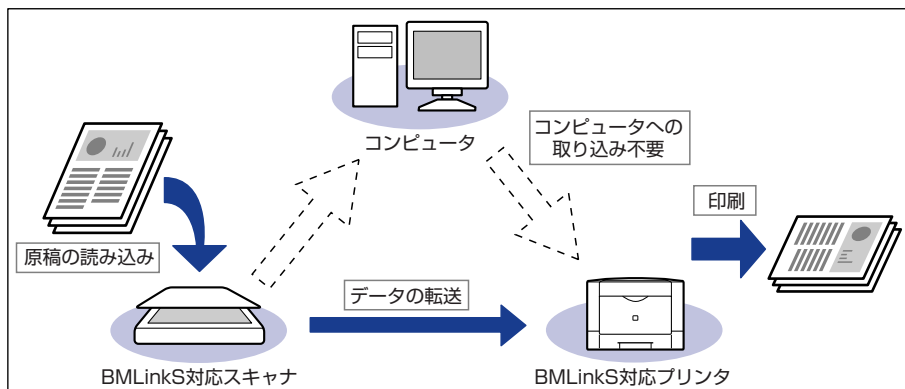 コンピュータ
コンピュータへの
取り込み不要
印刷
原稿の読み込み
データの転送
BMLinkS対応スキャナ
BMLinkS対応プリンタ